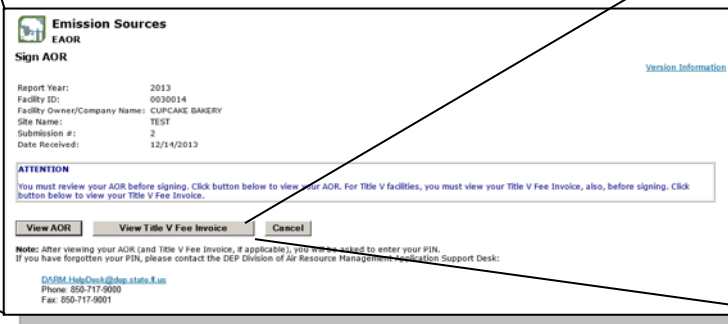 Emission Sources
EAOR
Sign AOR
Version Information
Report Year: 2013
Facility ID: 0030014
Facility Owner/Company Name: CUPCAKE BAKERY
Site Name: TEST
Submission #: 2
Date Received: 12/14/2013
ATTENTION
You must review your AOR before signing. Click button below to view your AOR. For Title V facilities, you must view your Title V Fee Invoice, also, before signing. Click
button below to view your Title V Fee Invoice.
View AOR View Title V Fee Invoice Cancel
Note: After viewing your AOR (and Title V Fee Invoice, if applicable), you will be asked to enter your PIN.
If you have forgotten your PIN, please contact the DEP Division of Air Resource Management Application Support Desk:
DARM.HelpDesk@dep.state.fl.us
Phone: 850-717-9000
Fax: 850-717-9001